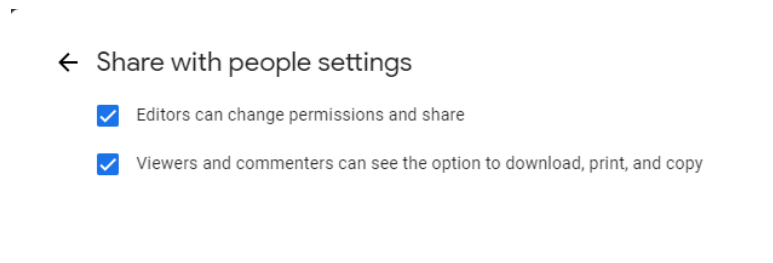 Share with people settings
Editors can change permissions and share
Viewers and commenters can see the option to download, print, and copy